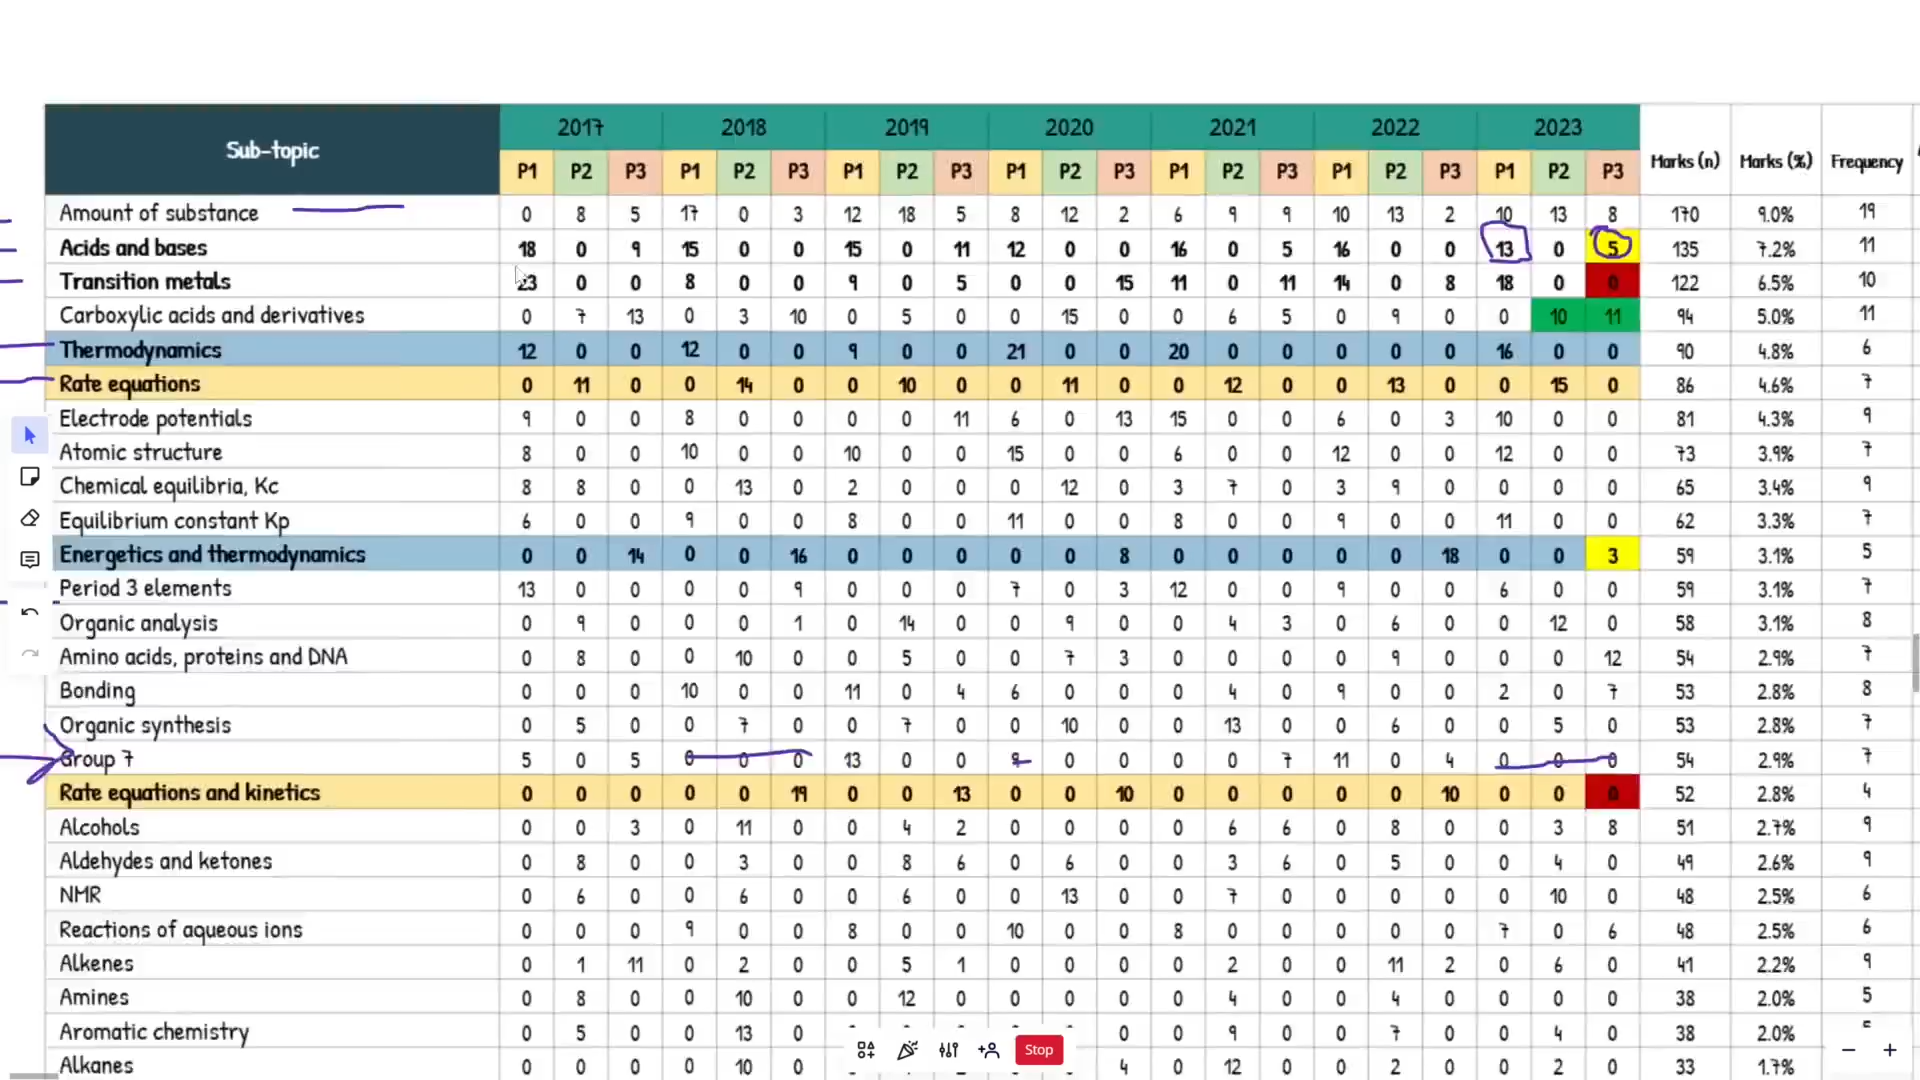 2017 2018 2019 2020 2021 2022 2023
Sub-topic Marks (n) Marks (%) Frequency
P1 P2 P3 P1 P2 P3 P1 P2 P3 P1 P2 P3 P1 P2 P3 P1 P2 P3 P1 P2 P3
Amount of substance 0 8 5 17 0 3 12 18 5 8 12 2 6 9 9 10 13 2 10 13 8 170 9.0% 19
Acids and bases 18 0 9 15 0 0 15 0 11 12 0 0 16 0 5 16 0 0 13 0 5 135 7.2% 11
Transition metals 23 0 0 8 0 0 9 0 5 0 0 15 11 0 11 14 0 8 18 0 0 122 6.5% 10
Carboxylic acids and derivatives 0 7 13 0 3 10 0 5 0 0 15 0 0 6 5 0 9 0 0 10 11 94 5.0% 11
Thermodynamics 12 0 0 12 0 0 9 0 0 21 0 0 20 0 0 0 0 0 16 0 0 90 4.8% 6
Rate equations 0 11 0 0 14 0 0 10 0 0 11 0 0 12 0 0 13 0 0 15 0 86 4.6% 7
Electrode potentials 9 0 0 8 0 0 0 0 11 6 0 13 15 0 0 6 0 3 10 0 0 81 4.3% 9
Atomic structure 8 0 0 10 0 0 10 0 0 15 0 0 6 0 0 12 0 0 12 0 0 73 3.9% 7
Chemical equilibria, Kc 8 8 0 0 13 0 2 0 0 0 12 0 3 7 0 3 9 0 0 0 0 65 3.4% 9
Equilibrium constant Kp 6 0 0 9 0 0 8 0 0 11 0 0 8 0 0 9 0 0 11 0 0 62 3.3% 7
Energetics and thermodynamics 0 0 14 0 0 16 0 0 0 0 0 8 0 0 0 0 0 18 0 0 3 59 3.1% 5
Period 3 elements 13 0 0 0 0 9 0 0 0 7 0 3 12 0 0 9 0 0 6 0 0 59 3.1% 7
Organic analysis 0 9 0 0 0 1 0 14 0 0 9 0 0 4 3 0 6 0 0 12 0 58 3.1% 8
Amino acids, proteins and DNA 0 8 0 0 10 0 0 5 0 0 7 3 0 0 0 0 9 0 0 0 12 54 2.9% 7
Bonding 0 0 0 10 0 0 11 0 4 6 0 0 0 4 0 9 0 0 2 0 7 53 2.8% 8
Organic synthesis 0 5 0 0 7 0 0 7 0 0 10 0 0 13 0 0 6 0 0 5 0 53 2.8% 7
Group 7 5 0 5 0 0 0 13 0 0 9 0 0 0 0 7 11 0 4 0 0 0 54 2.9% 7
Rate equations and kinetics 0 0 0 0 0 19 0 0 13 0 0 10 0 0 0 0 0 10 0 0 0 52 2.8% 4
Alcohols 0 0 3 0 11 0 0 4 2 0 0 0 0 6 6 0 8 0 0 3 8 51 2.7% 9
Aldehydes and ketones 0 8 0 0 3 0 0 8 6 0 6 0 0 3 6 0 5 0 0 4 0 49 2.6% 9
NMR 0 6 0 0 6 0 0 6 0 0 13 0 0 7 0 0 0 0 0 10 0 48 2.5% 6
Reactions of aqueous ions 0 0 0 9 0 0 8 0 0 10 0 0 8 0 0 0 0 0 7 0 6 48 2.5% 6
Alkenes 0 1 11 0 2 0 0 5 1 0 0 0 0 2 0 0 11 2 0 6 0 41 2.2% 9
Amines 0 8 0 0 10 0 0 12 0 0 0 0 0 4 0 0 4 0 0 0 0 38 2.0% 5
Aromatic chemistry 0 5 0 0 13 0 0 0 9 0 0 7 0 0 4 0 38 2.0%
Alkanes 0 0 0 0 10 0 4 0 12 0 0 2 0 0 2 0 33 1.7%
Stop